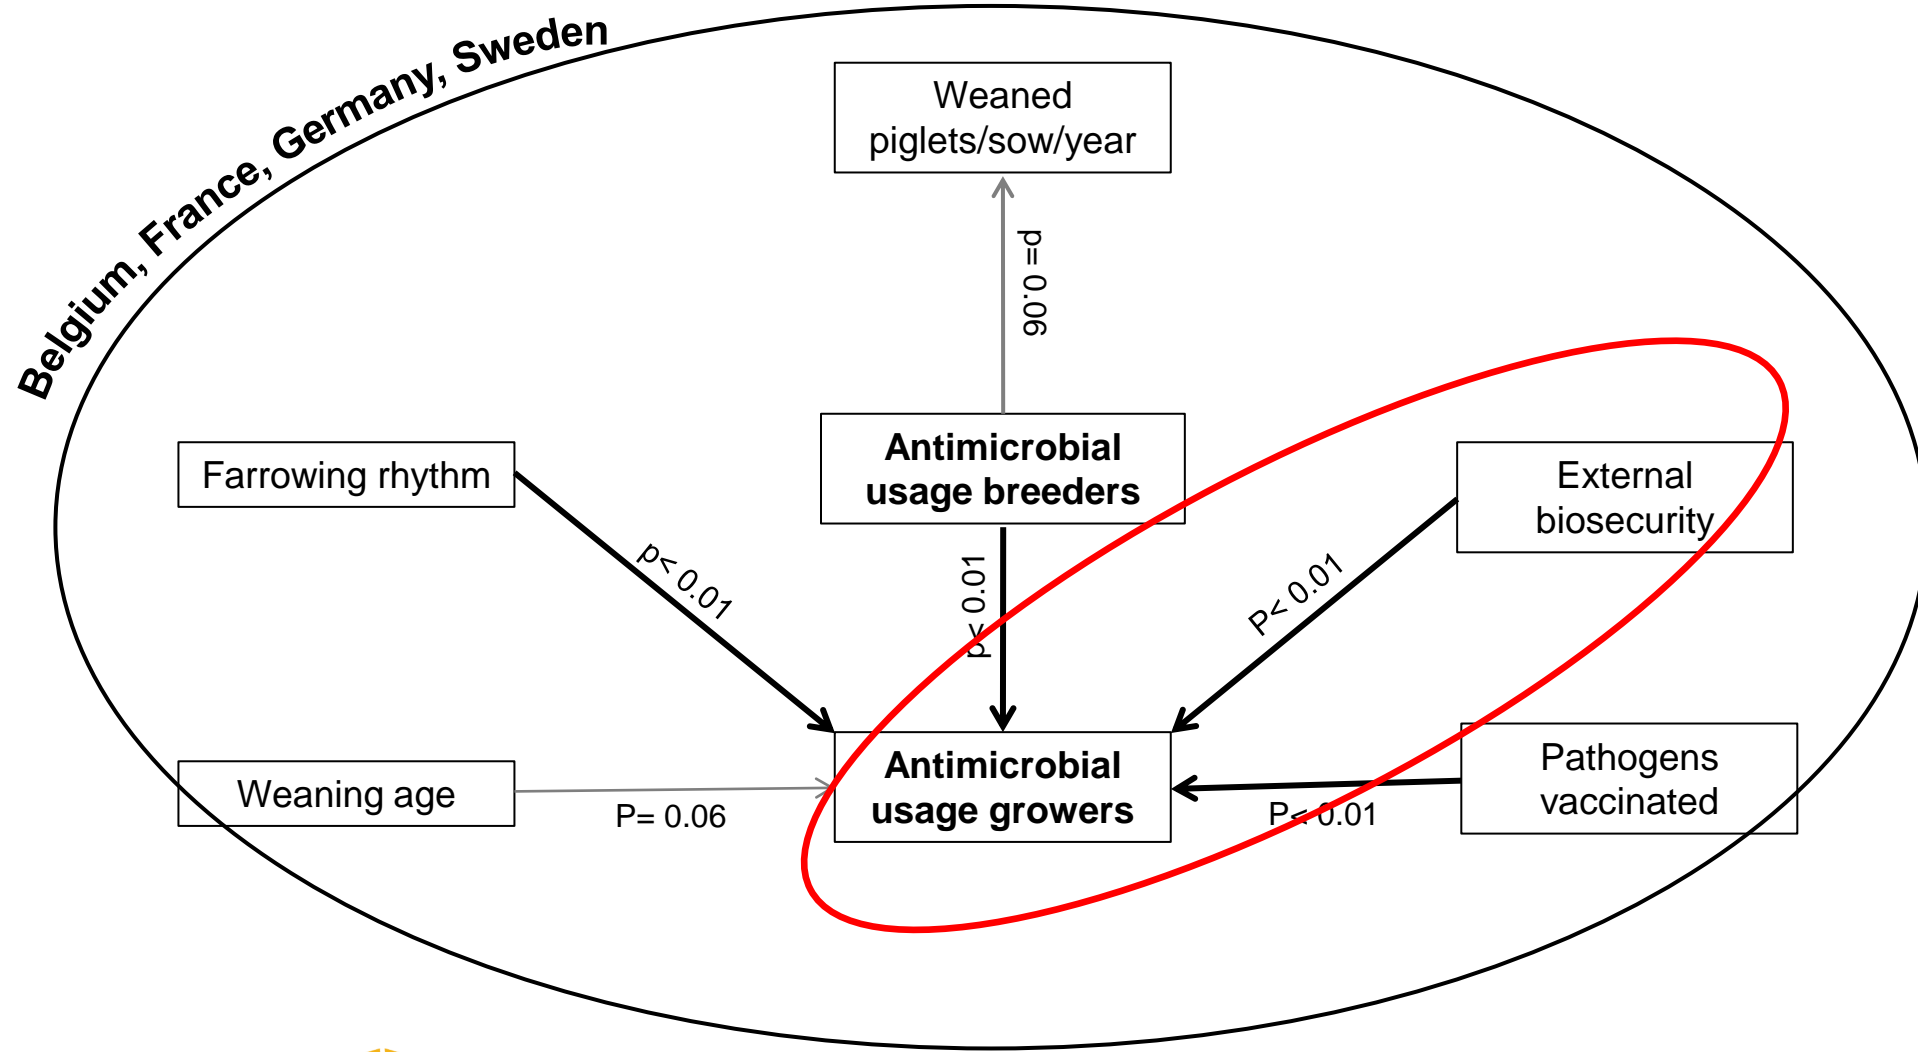 Belgium, France, Germany, Sweden
Weaned
piglets/sow/year
p= 0.06
Antimicrobial
usage breeders
Farrowing rhythm
External
biosecurity
p< 0.01
p< 0.01
P< 0.01
Weaning age
P= 0.06
Antimicrobial
usage growers
P< 0.01
Pathogens
vaccinated